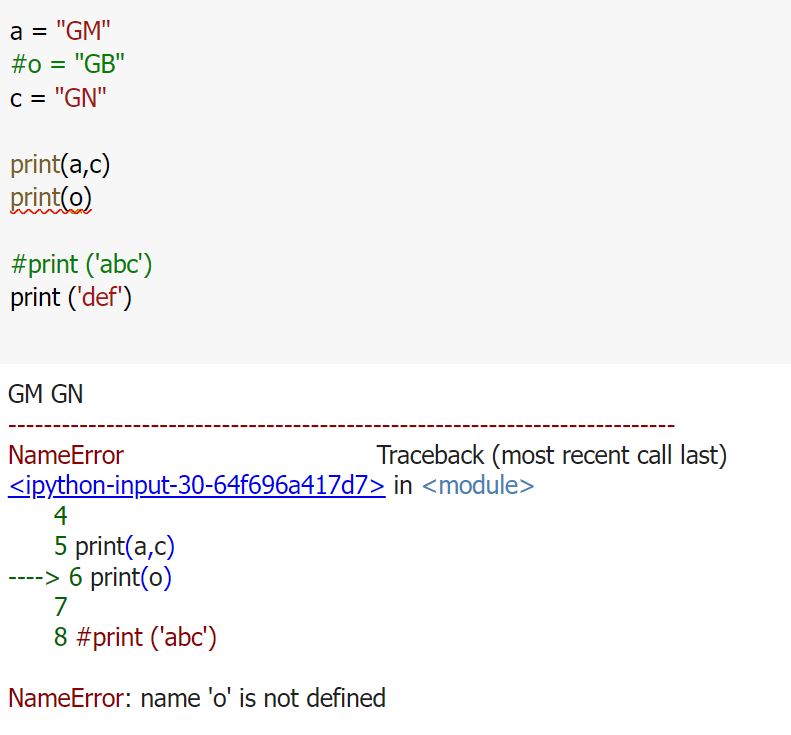 a = "GM"
#o = "GB"
c = "GN"
print(a,c)
print(o)
#print ('abc')
print ('def')
GM GN
---------------------------------------------------------------------------
NameError                                 Traceback (most recent call last)
<ipython-input-30-64f696a417d7> in <module>
      4
      5 print(a,c)
----> 6 print(o)
      7
      8 #print ('abc')
NameError: name 'o' is not defined